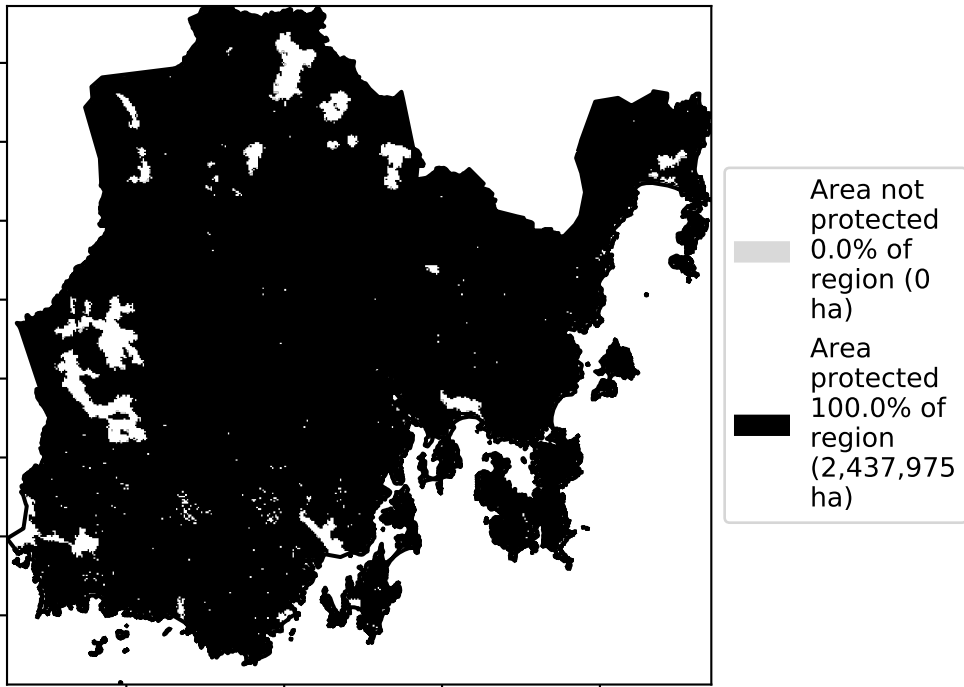 Area not
protected
0.0% of
region (0
ha)
Area
protected
100.0% of
region
(2,437,975
ha)